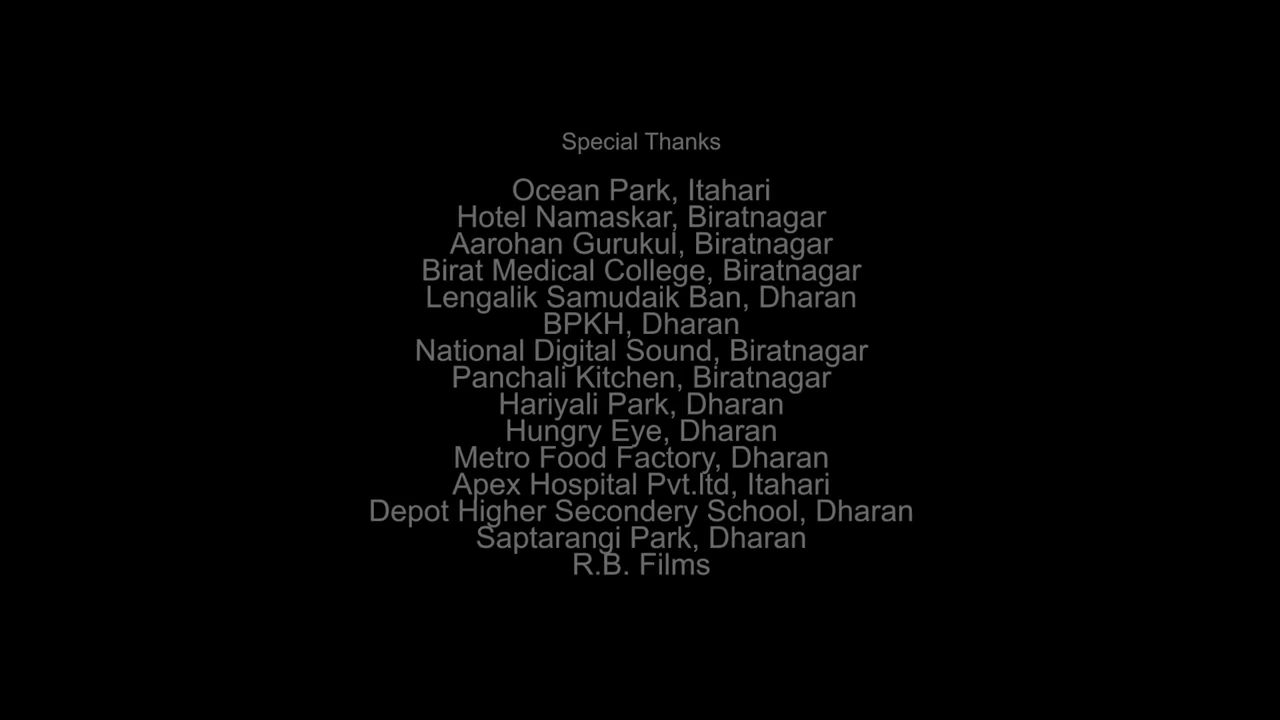 Special Thanks
Ocean Park, Itahari
Hotel Namaskar, Biratnagar
Aarohan Gurukul, Biratnagar
Birat Medical College, Biratnagar
Lengalik Samudaik Ban, Dharan
BPKH, Dharan
National Digital Sound, Biratnagar
Panchali Kitchen, Biratnagar
Hariyali Park, Dharan
Hungry Eye, Dharan
Metro Food Factory, Dharan
Apex Hospital Pvt.ltd, Itahari
Depot Higher Secondery School, Dharan
Saptarangi Park, Dharan
R.B. Films